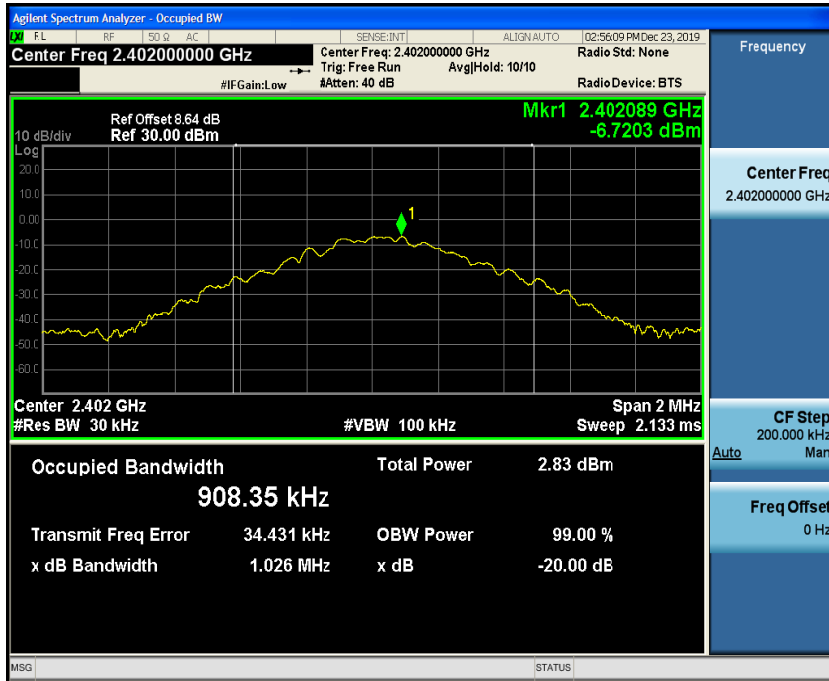 Agilent Spectrum Analyzer - Occupied BW
LXI RL RF 50 Ω AC SENSE:INT ALIGN AUTO 02:56:09 PM Dec 23, 2019
Center Freq 2.402000000 GHz
Center Freq: 2.402000000 GHz Radio Std: None
Trig: Free Run Avg|Hold: 10/10
#IFGain:Low #Atten: 40 dB Radio Device: BTS
Frequency
Mkr1 2.402089 GHz
-6.7203 dBm
Ref Offset 8.64 dB
10 dB/div Ref 30.00 dBm
Log
20.0
10.0
0.00
-10.0
-20.0
-30.0
-40.0
-50.0
-60.0
1
Center 2.402 GHz Span 2 MHz
#Res BW 30 kHz #VBW 100 kHz Sweep 2.133 ms
Occupied Bandwidth Total Power 2.83 dBm
908.35 kHz
Transmit Freq Error 34.431 kHz OBW Power 99.00 %
x dB Bandwidth 1.026 MHz x dB -20.00 dB
Center Freq
2.402000000 GHz
CF Step
200.000 kHz
Auto Man
Freq Offset
0 Hz
MSG STATUS